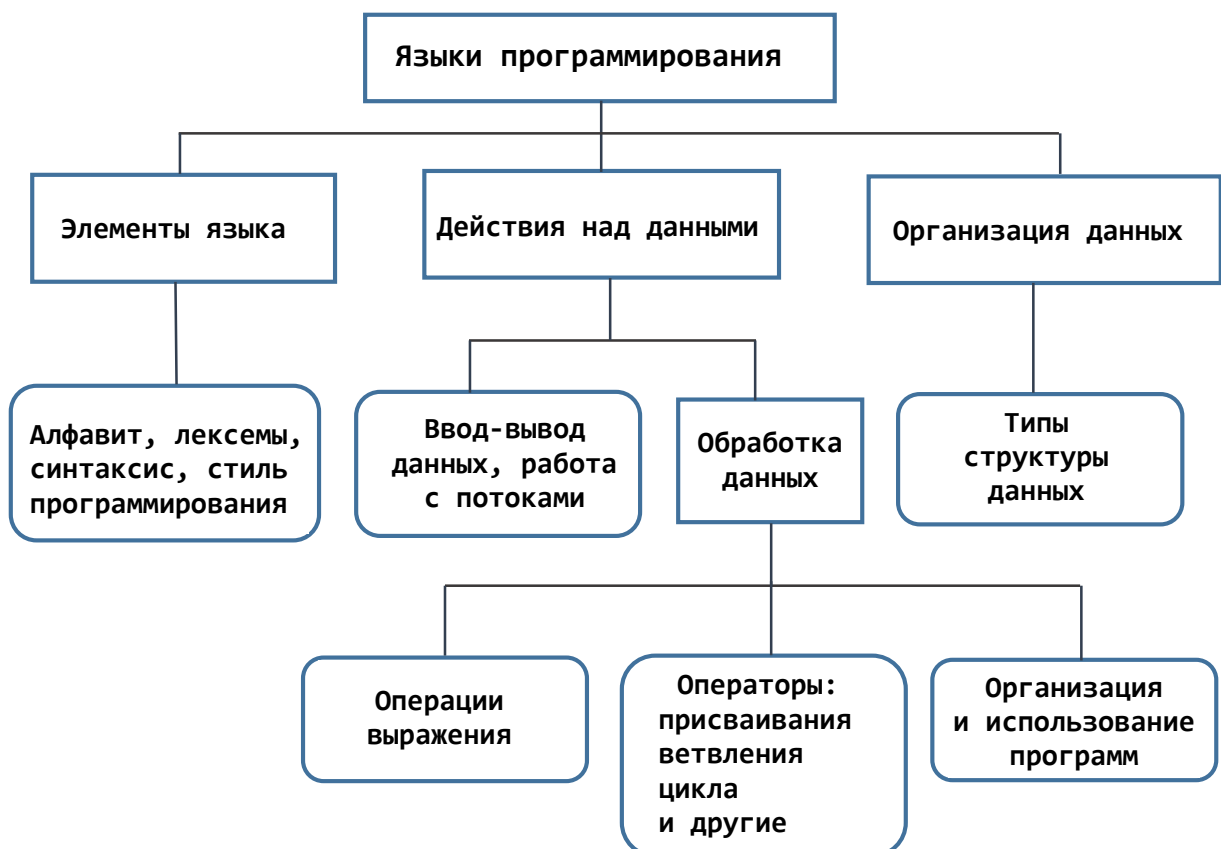 Языки программирования
Элементы языка
Действия над данными
Организация данных
Алфавит, лексемы,
синтаксис, стиль
программирования
Ввод-вывод
данных, работа
с потоками
Обработка
данных
Типы
структуры
данных
Операции
выражения
Операторы:
присваивания
ветвления
цикла
и другие
Организация
и использование
программ